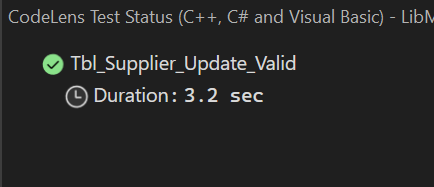 CodeLens Test Status (C++, C# and Visual Basic) - LibM
Tbl_Supplier_Update_Valid
Duration: 3.2 sec